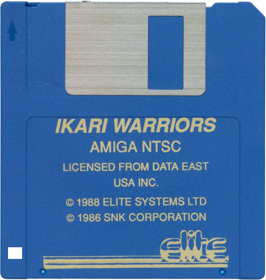 IKARI WARRIORS
AMIGA NTSC
LICENSED FROM DATA EAST
USA INC.
© 1988 ELITE SYSTEMS LTD
© 1986 SNK CORPORATION
Elite